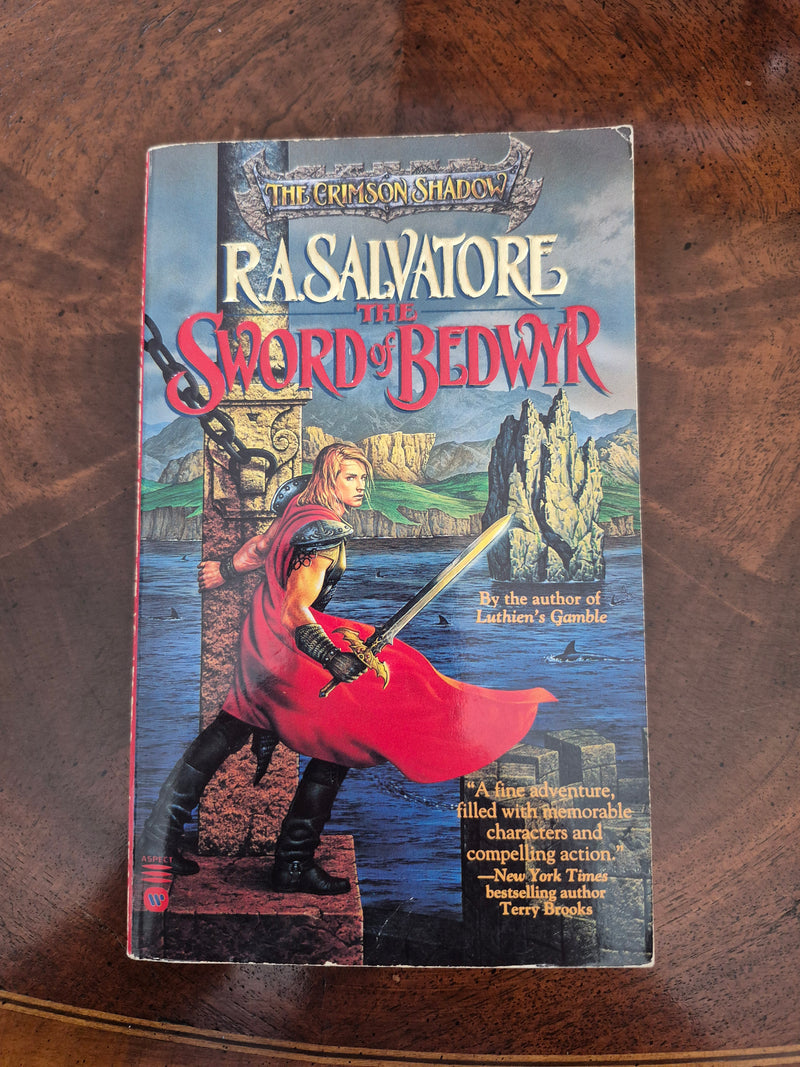 THE CRIMSON SHADOW
R.A. SALVATORE
THE
SWORD of BEDWYR
By the author of
Luthien's Gamble
"A fine adventure,
filled with memorable
characters and
compelling action."
—New York Times
bestselling author
Terry Brooks
ASPECT
W